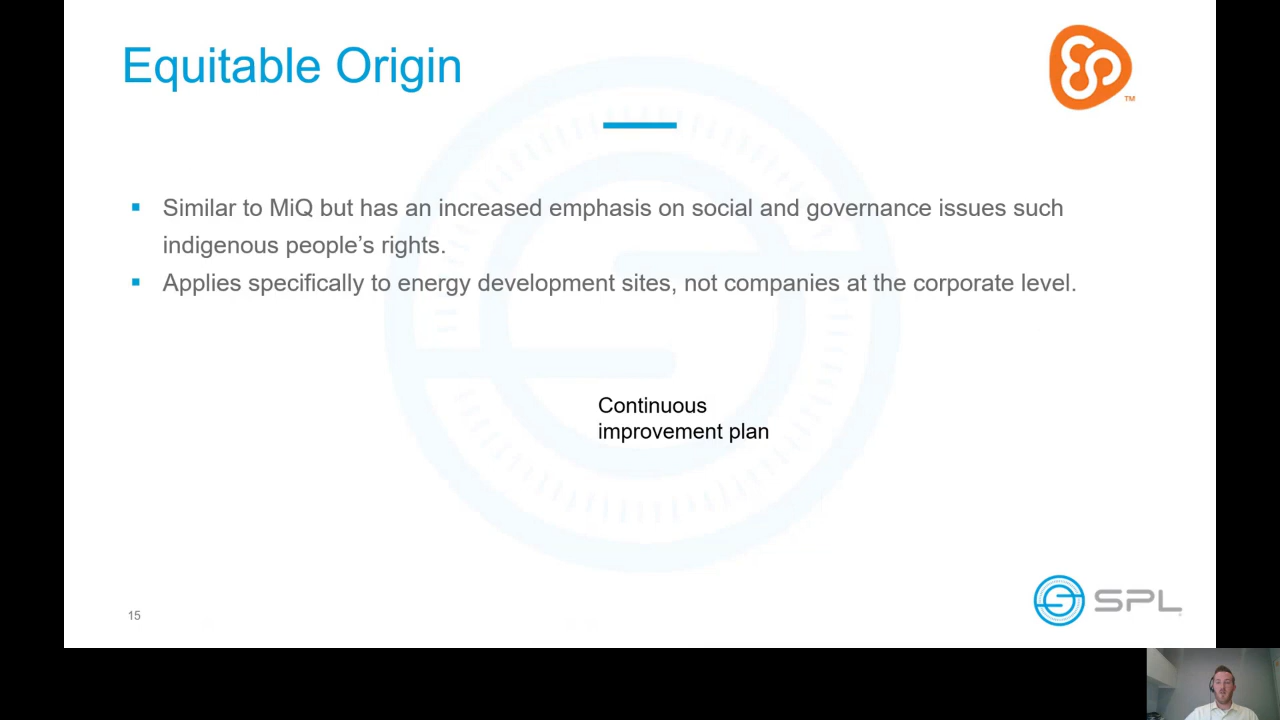 Equitable Origin
TM
Similar to MiQ but has an increased emphasis on social and governance issues such
indigenous people’s rights.
Applies specifically to energy development sites, not companies at the corporate level.
Continuous
improvement plan
15
SPL